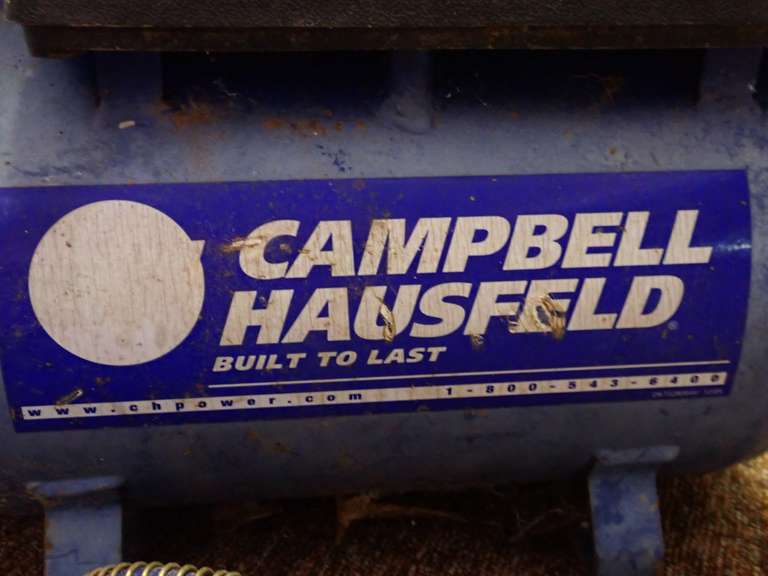 CAMPBELL
HAUSFELD
®
BUILT TO LAST
www.chpower.com 1-800-543-6400